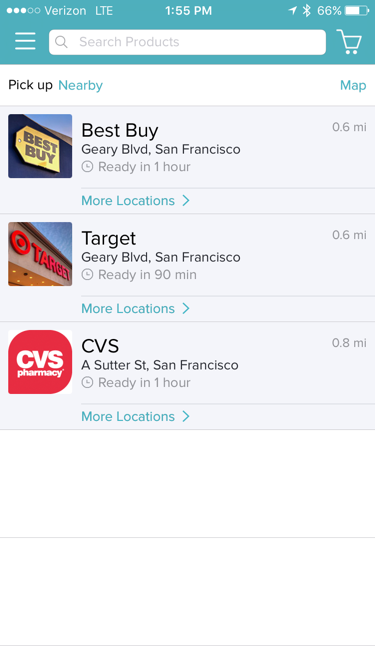 Verizon LTE 1:55 PM 66%
Search Products
Pick up Nearby Map
BEST
BUY
Best Buy 0.6 mi
Geary Blvd, San Francisco
Ready in 1 hour
More Locations
TARGET
Target 0.6 mi
Geary Blvd, San Francisco
Ready in 90 min
More Locations
CVS
pharmacy
CVS 0.8 mi
A Sutter St, San Francisco
Ready in 1 hour
More Locations